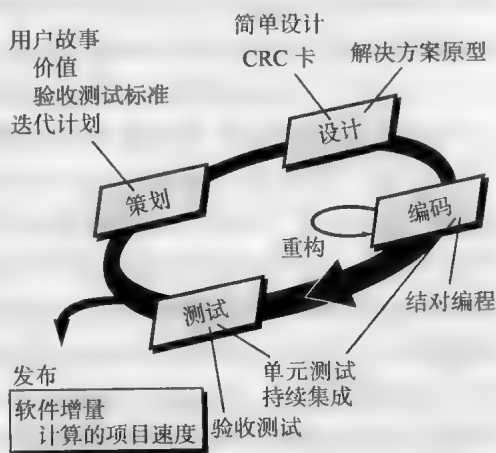 用户故事
价值
验收测试标准
迭代计划
简单设计
CRC 卡
解决方案原型
设计
策划
编码
重构
结对编程
测试
单元测试
持续集成
验收测试
发布
软件增量
计算的项目速度